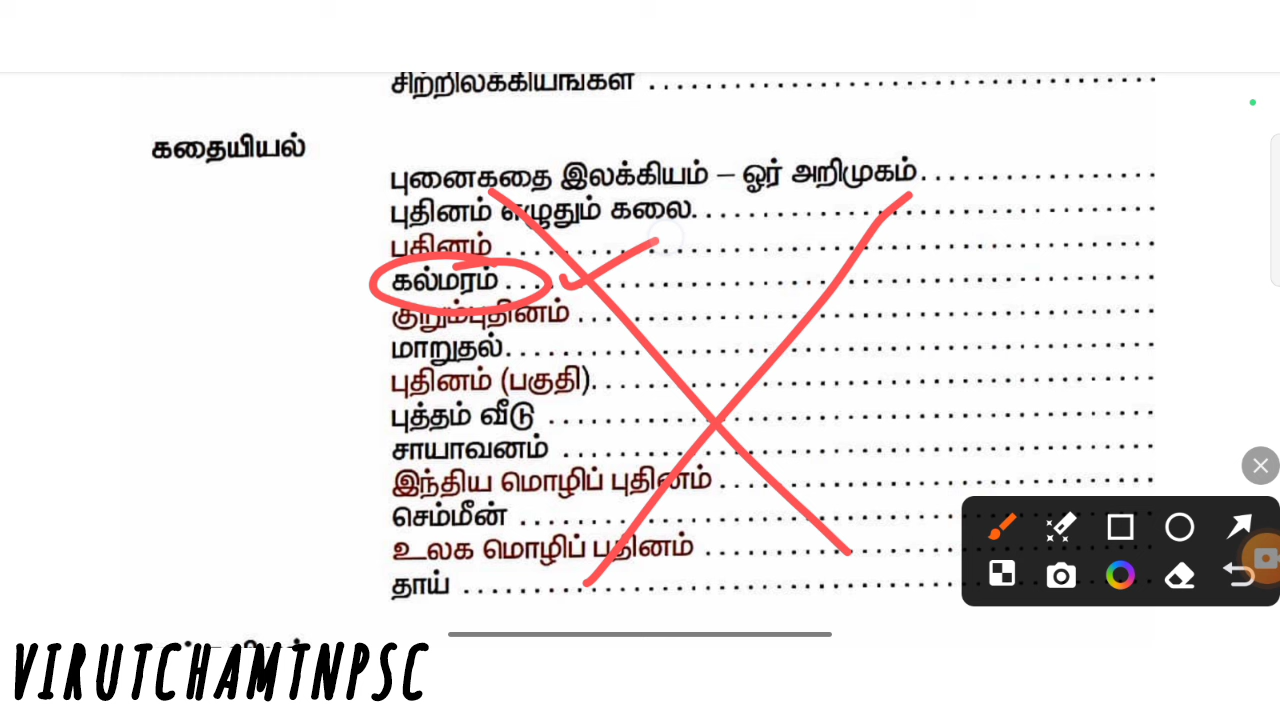 சிற்றிலக்கியங்கள் ........................................
கதையியல்
புனைகதை இலக்கியம் – ஓர் அறிமுகம்....................
புதினம் எழுதும் கலை........................................
புதினம் ........................................
கல்மரம் ........................................
குறும்புதினம் ........................................
மாறுதல்........................................
புதினம் (பகுதி)........................................
புத்தம் வீடு ........................................
சாயாவனம் ........................................
இந்திய மொழிப் புதினம் ........................................
செம்மீன் ........................................
உலக மொழிப் புதினம் ........................................
தாய் ........................................
VIRUTCHAMTNPSC